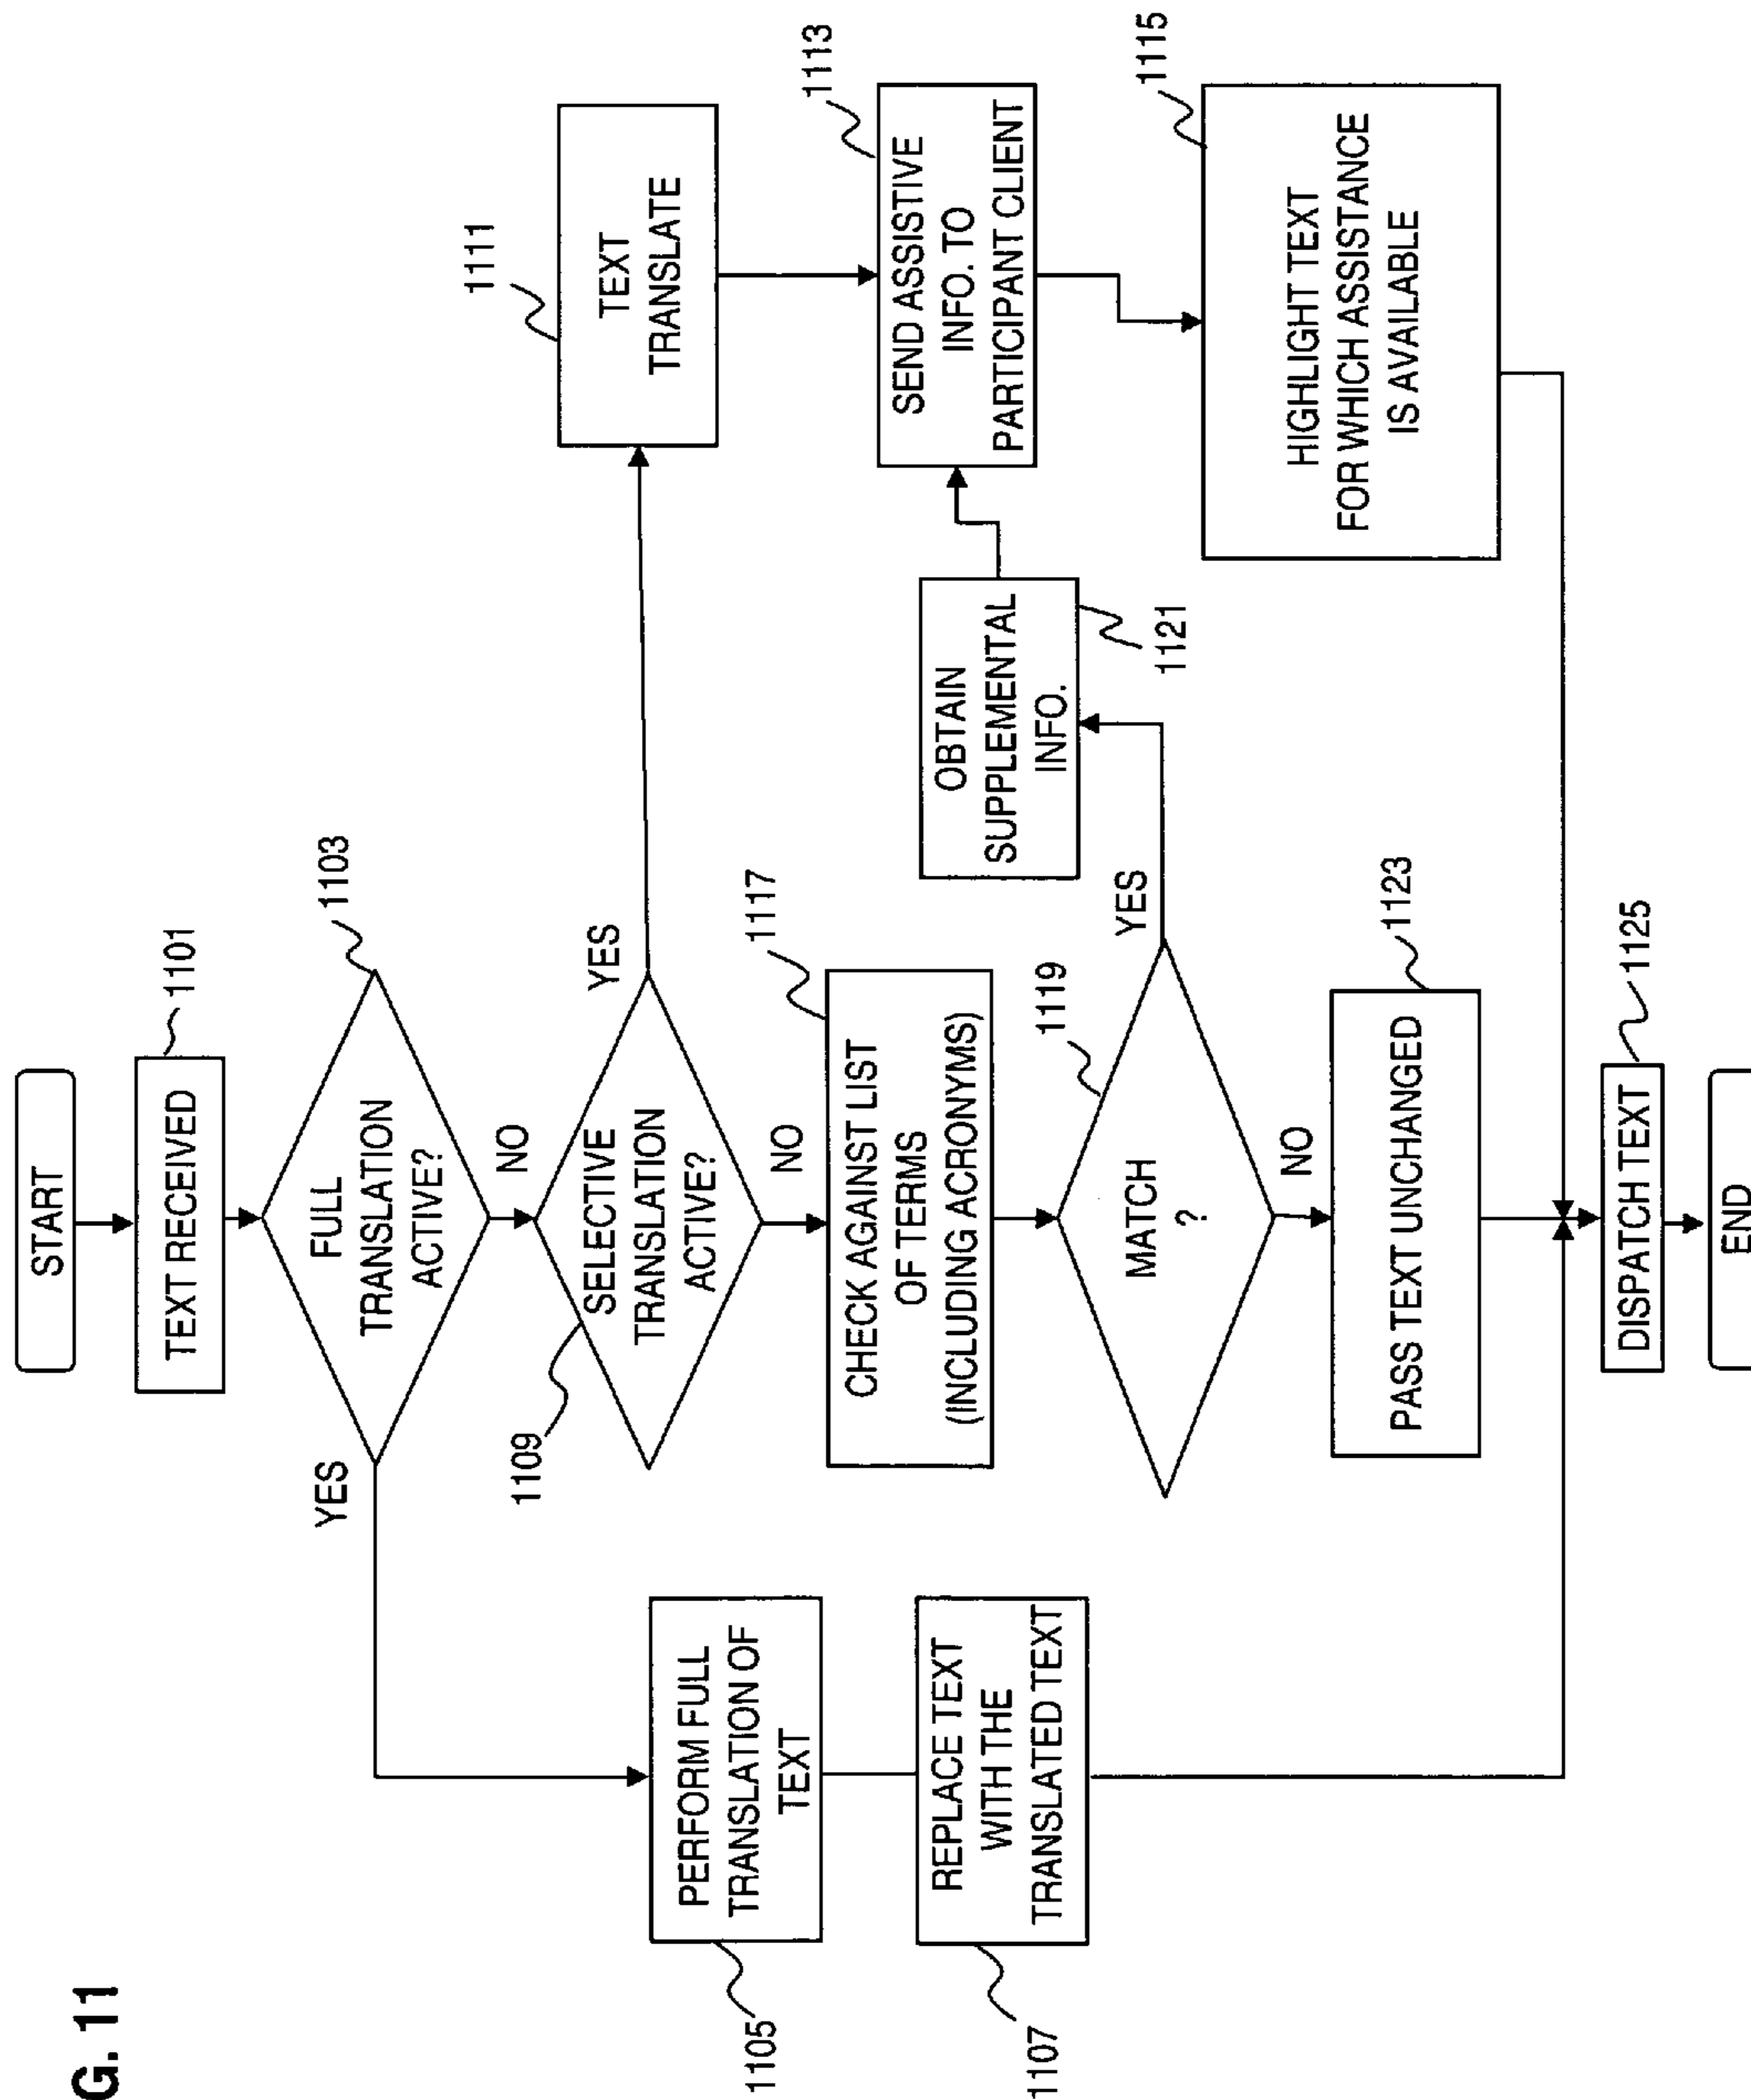 G. 11
START
TEXT RECEIVED
1101
FULL
TRANSLATION
ACTIVE?
1103
YES
NO
PERFORM FULL
TRANSLATION OF
TEXT
1105
REPLACE TEXT
WITH THE
TRANSLATED TEXT
1107
SELECTIVE
TRANSLATION
ACTIVE?
1109
YES
NO
TEXT
TRANSLATE
1111
SEND ASSISTIVE
INFO. TO
PARTICIPANT CLIENT
1113
HIGHLIGHT TEXT
FOR WHICH ASSISTANCE
IS AVAILABLE
1115
CHECK AGAINST LIST
OF TERMS
(INCLUDING ACRONYMS)
1117
MATCH
?
1119
YES
NO
OBTAIN
SUPPLEMENTAL
INFO.
1121
PASS TEXT UNCHANGED
1123
DISPATCH TEXT
1125
END